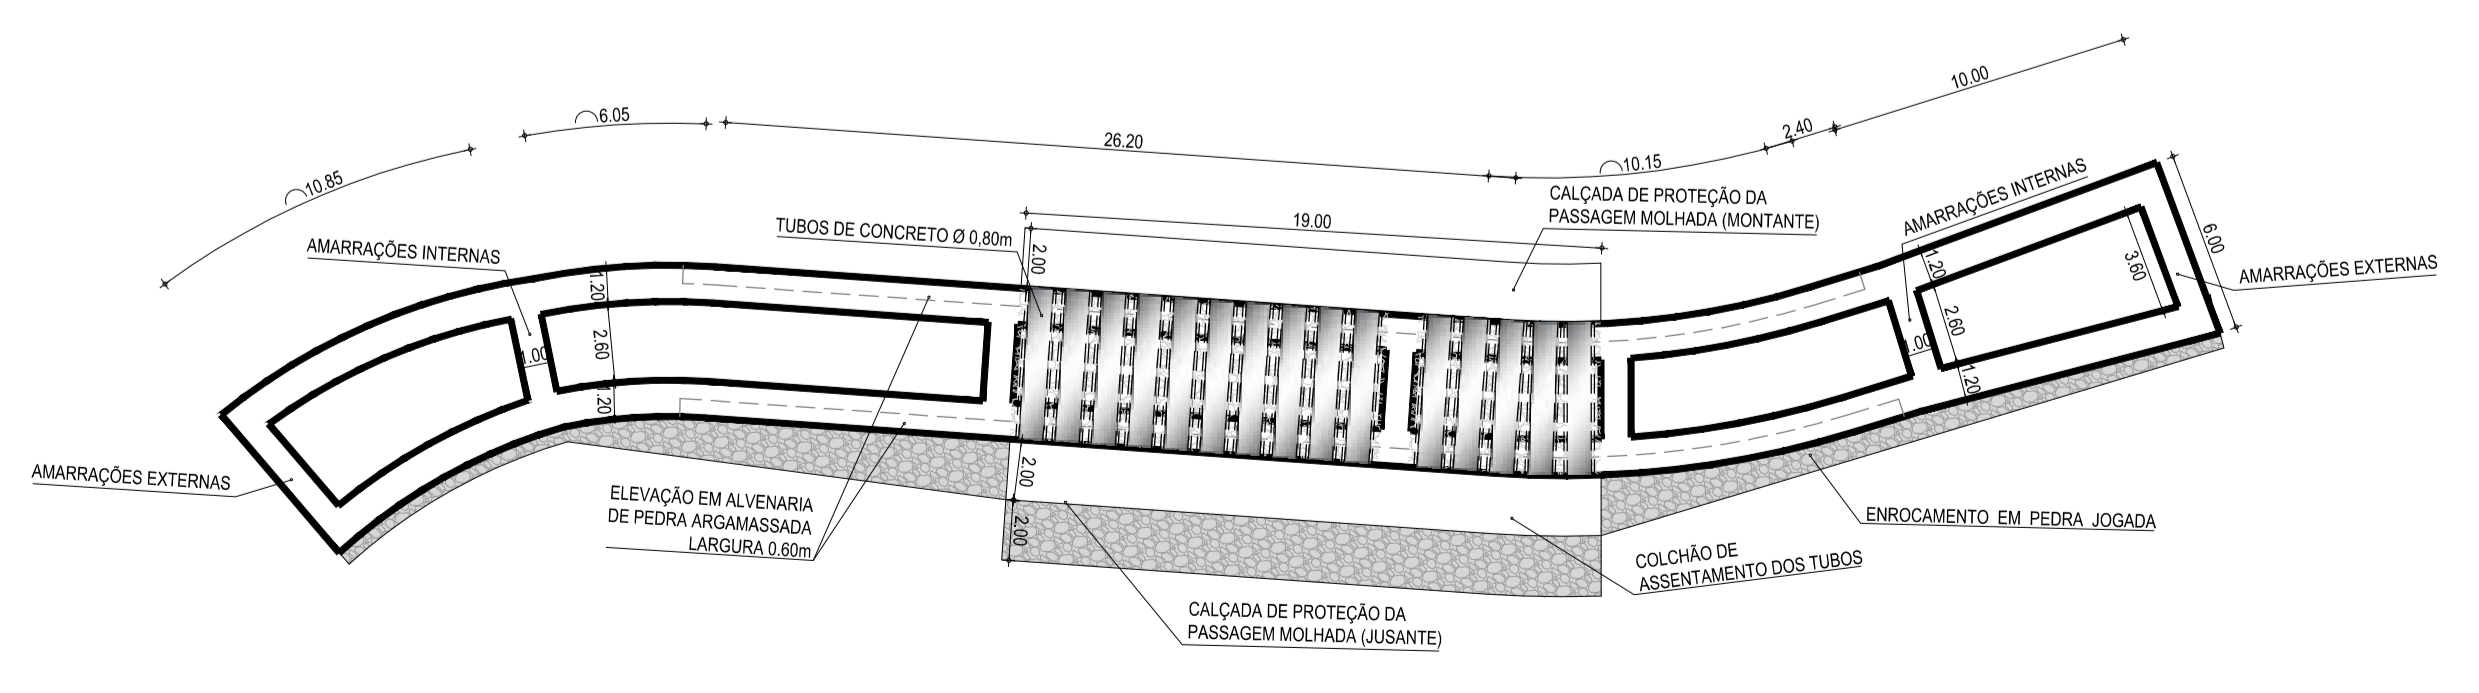 10.00
6.05
2.40
26.20
10.15
10.85
CALÇADA DE PROTEÇÃO DA
PASSAGEM MOLHADA (MONTANTE)
AMARRAÇÕES INTERNAS
19.00
TUBOS DE CONCRETO Ø 0,80m
AMARRAÇÕES INTERNAS
2.00
6.00
3.60
AMARRAÇÕES EXTERNAS
1.20
1.20
2.60
2.60
1.00
1.00
1.20
1.20
AMARRAÇÕES EXTERNAS
2.00
ELEVAÇÃO EM ALVENARIA
DE PEDRA ARGAMASSADA
LARGURA 0.60m
2.00
ENROCAMENTO EM PEDRA JOGADA
COLCHÃO DE
ASSENTAMENTO DOS TUBOS
CALÇADA DE PROTEÇÃO DA
PASSAGEM MOLHADA (JUSANTE)